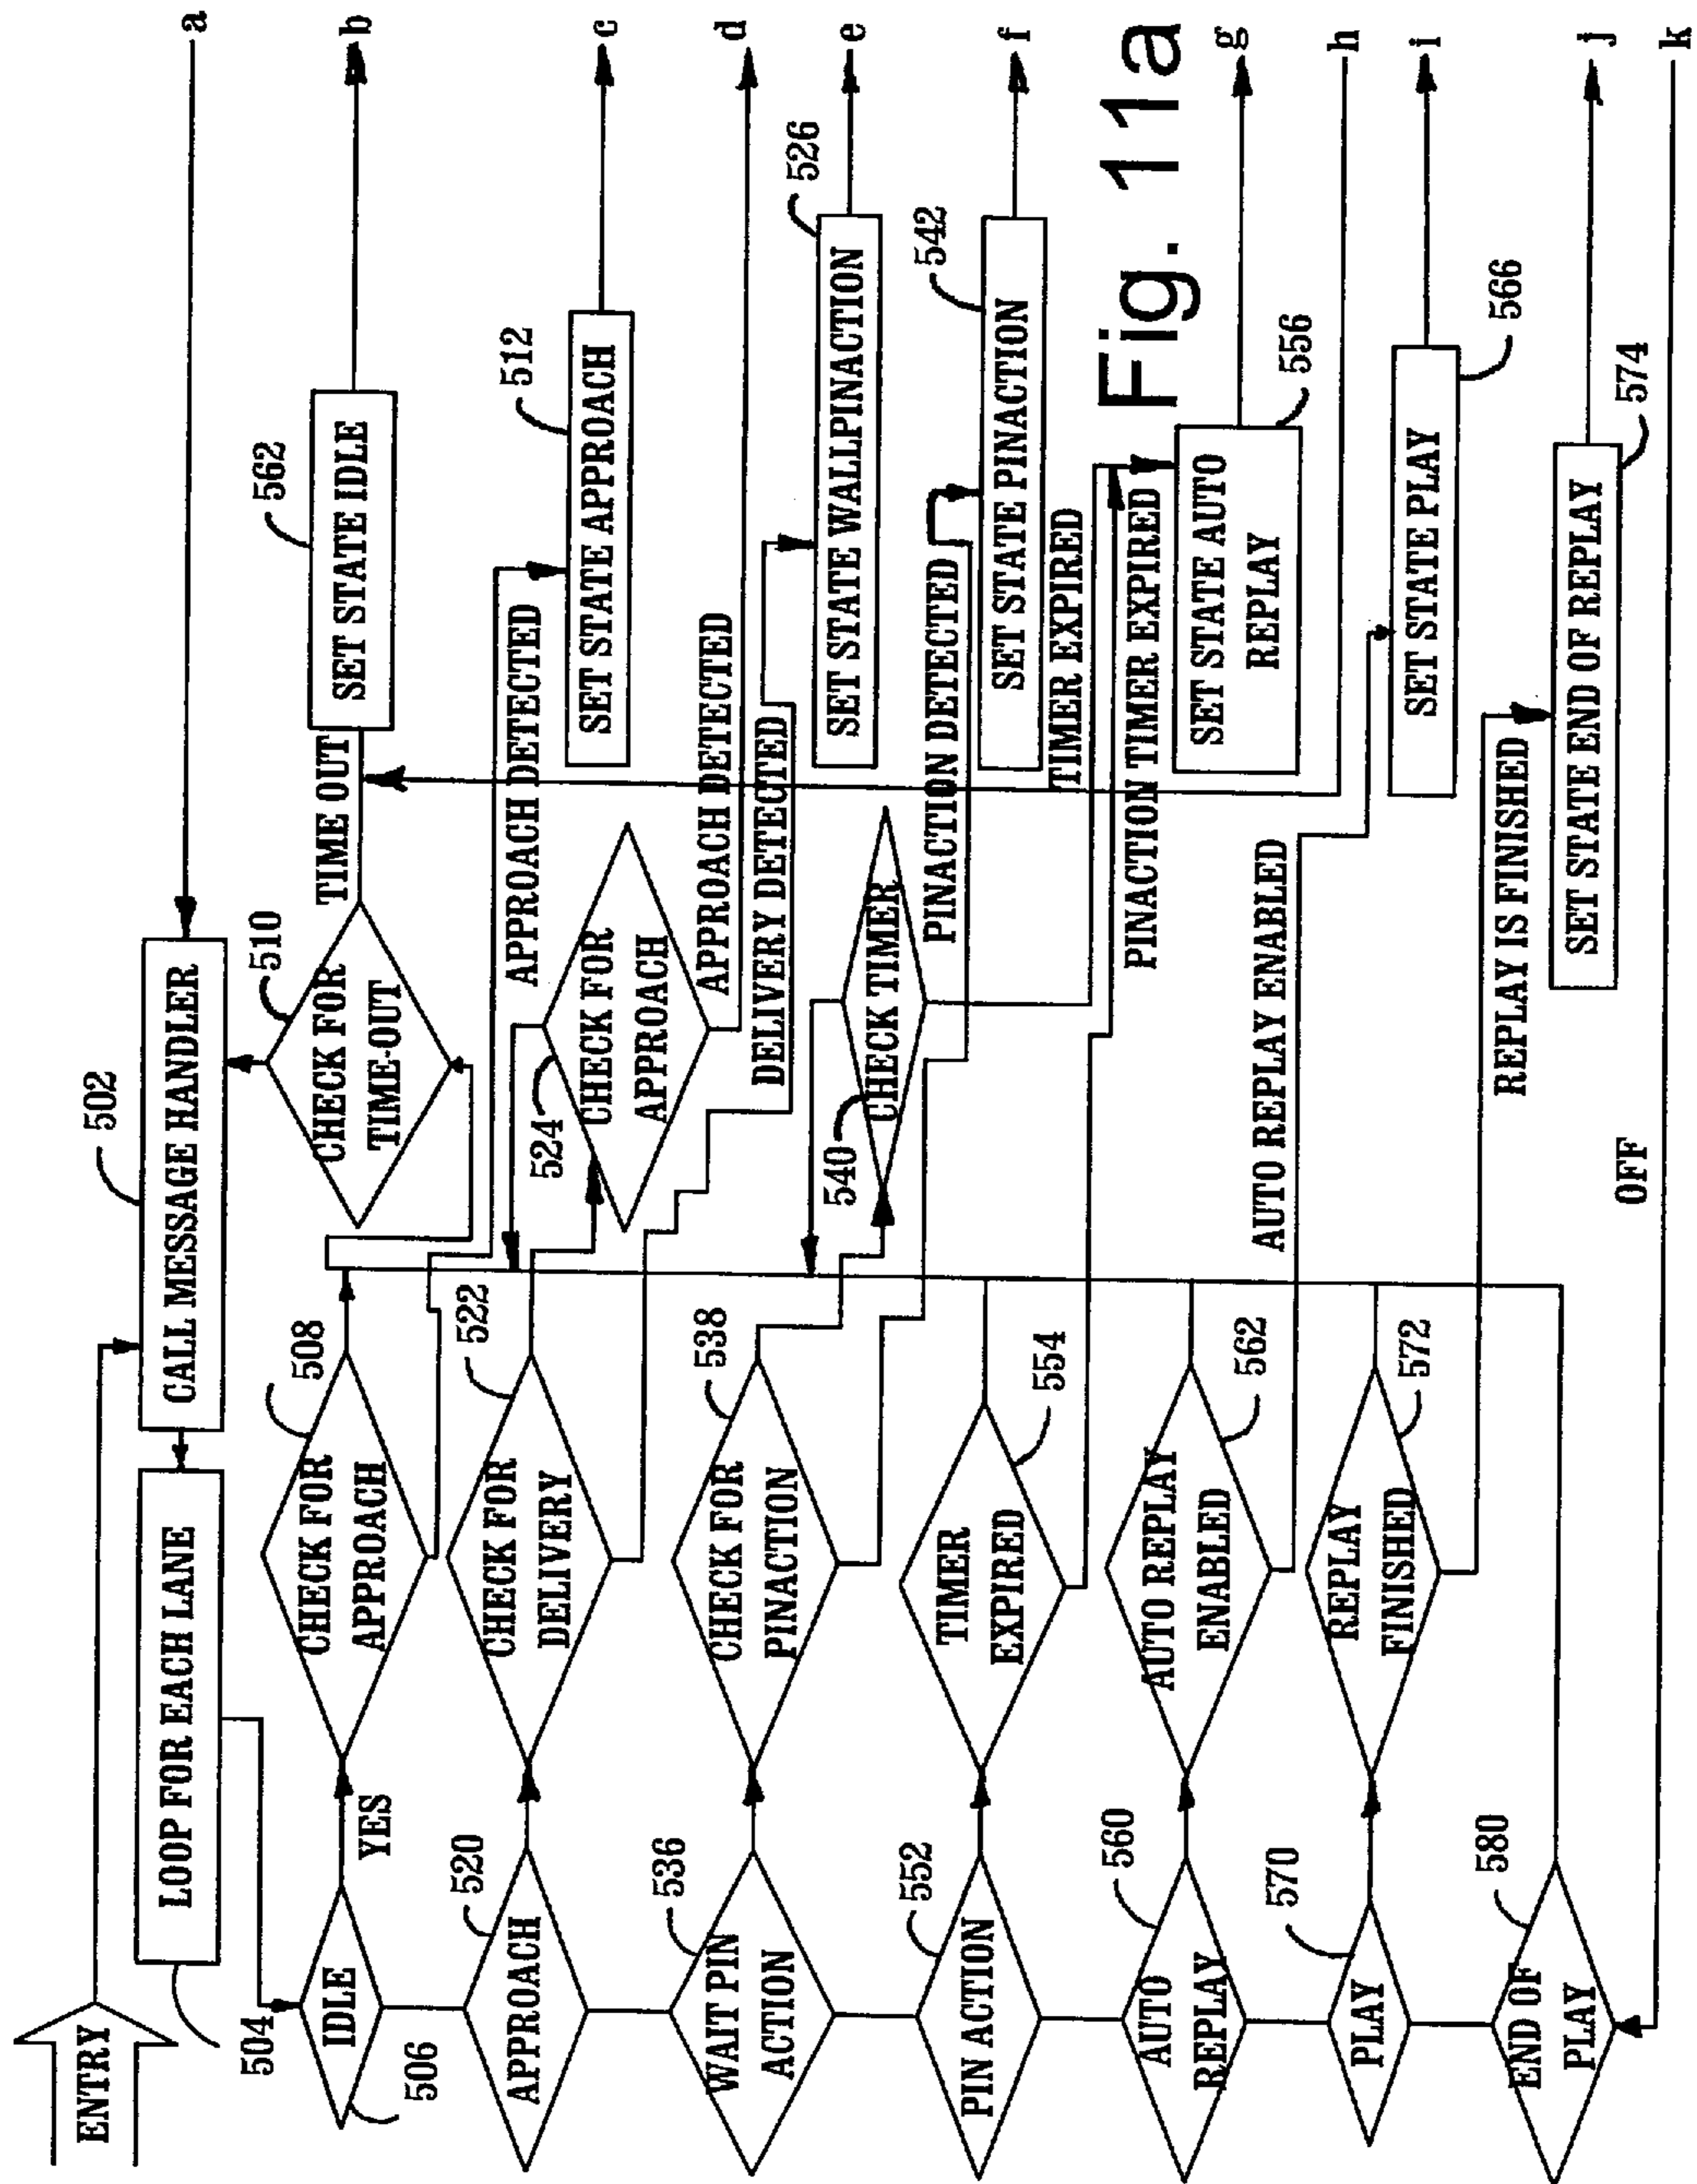 ENTRY
a
502
CALL MESSAGE HANDLER
504
LOOP FOR EACH LANE
506
IDLE
YES
508
CHECK FOR
APPROACH
510
CHECK FOR
TIME-OUT
TIME OUT
562
SET STATE IDLE
b
APPROACH DETECTED
512
SET STATE APPROACH
c
520
APPROACH
522
CHECK FOR
DELIVERY
524
CHECK FOR
APPROACH
APPROACH DETECTED
d
DELIVERY DETECTED
526
SET STATE WALLPINACTION
e
536
WAIT PIN
ACTION
538
CHECK FOR
PINACTION
540
CHECK TIMER
PINACTION DETECTED
542
SET STATE PINACTION
f
TIMER EXPIRED
552
PIN ACTION
554
TIMER
EXPIRED
PINACTION TIMER EXPIRED
556
SET STATE AUTO
REPLAY
g
Fig. 11a
h
560
AUTO
REPLAY
562
AUTO REPLAY
ENABLED
AUTO REPLAY ENABLED
566
SET STATE PLAY
i
570
PLAY
572
REPLAY
FINISHED
REPLAY IS FINISHED
574
SET STATE END OF REPLAY
j
580
END OF
PLAY
OFF
k